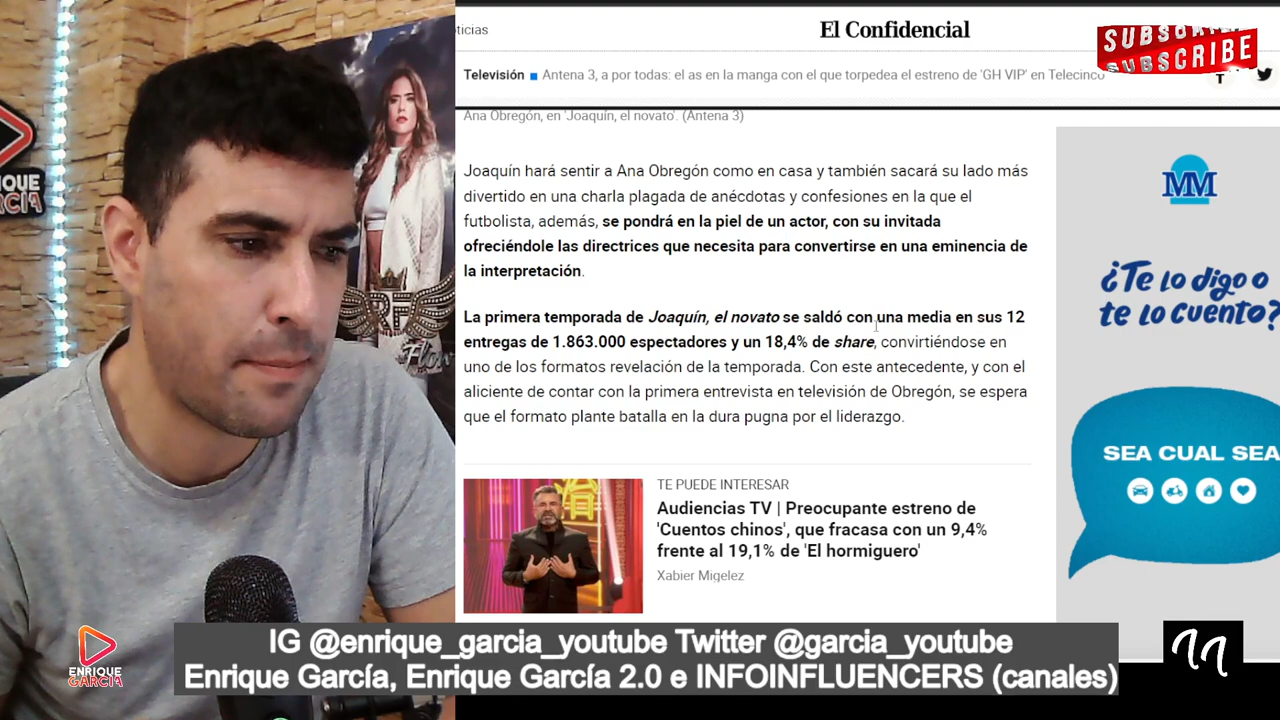 ticias
El Confidencial
SUBSCRIBE
SUBSCRIBE
Televisión ■ Antena 3, a por todas: el as en la manga con el que torpedea el estreno de 'GH VIP' en Telecinco
Ana Obregón, en 'Joaquín, el novato'. (Antena 3)
Joaquín hará sentir a Ana Obregón como en casa y también sacará su lado más
divertido en una charla plagada de anécdotas y confesiones en la que el
futbolista, además, se pondrá en la piel de un actor, con su invitada
ofreciéndole las directrices que necesita para convertirse en una eminencia de
la interpretación.
La primera temporada de Joaquín, el novato se saldó con una media en sus 12
entregas de 1.863.000 espectadores y un 18,4% de share, convirtiéndose en
uno de los formatos revelación de la temporada. Con este antecedente, y con el
aliciente de contar con la primera entrevista en televisión de Obregón, se espera
que el formato plante batalla en la dura pugna por el liderazgo.
TE PUEDE INTERESAR
Audiencias TV | Preocupante estreno de
'Cuentos chinos', que fracasa con un 9,4%
frente al 19,1% de 'El hormiguero'
Xabier Migelez
MM
¿Te lo digo o
te lo cuento?
SEA CUAL SEA
IQUE
GARCÍA
RF
ENRIQUE
GARCÍA
IG @enrique_garcia_youtube Twitter @garcia_youtube
Enrique García, Enrique García 2.0 e INFOINFLUENCERS (canales)